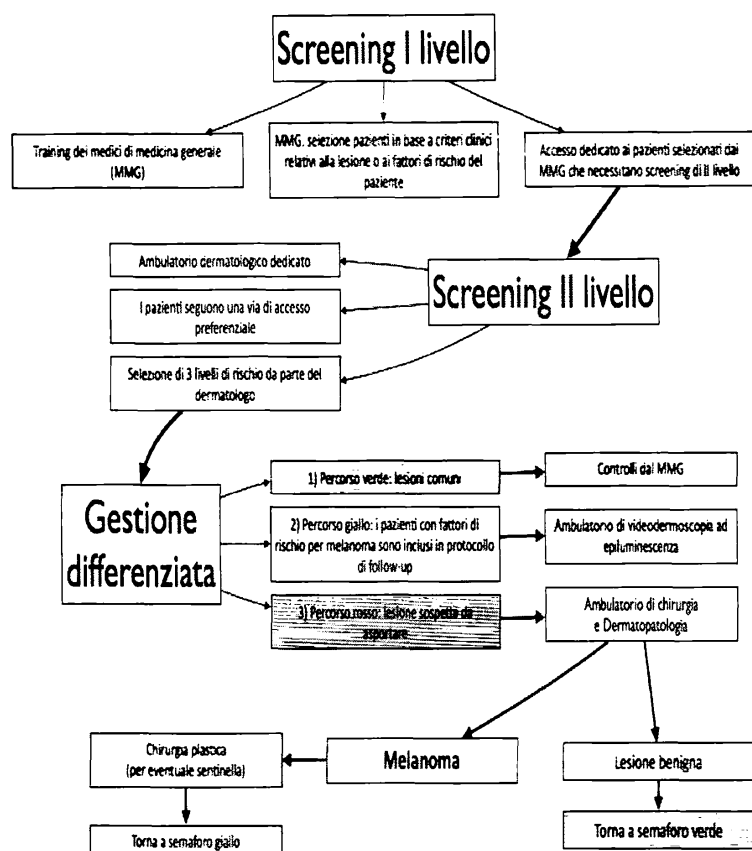 Screening I livello
Training dei medici di medicina generale
(MMG)
MMG: selezione pazienti in base a criteri clinici
relativi alla lesione o ai fattori di rischio del
paziente
Accesso dedicato ai pazienti selezionati dai
MMG che necessitano screening di II livello
Screening II livello
Ambulatorio dermatologico dedicato
I pazienti seguono una via di accesso
preferenziale
Selezione di 3 livelli di rischio da parte del
dermatologo
Gestione
differenziata
1) Percorso verde: lesioni comuni
Controlli dal MMG
2) Percorso giallo: i pazienti con fattori di
rischio per melanoma sono inclusi in protocollo
di follow-up
Ambulatorio di videodermoscopia ad
epiluminescenza
3) Percorso rosso: lesione sospetta da
asportare
Ambulatorio di chirurgia
e Dermatopatologia
Chirurgia plastica
(per eventuale sentinella)
Melanoma
Lesione benigna
Torna a semaforo giallo
Torna a semaforo verde